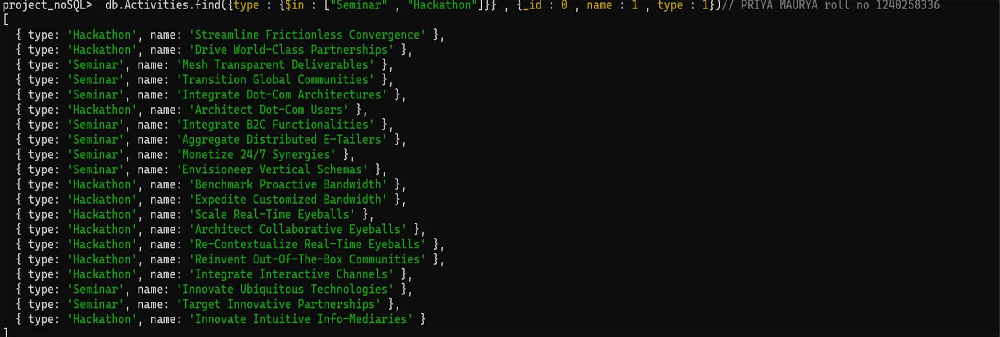 project_noSQL>  db.Activities.find({type : {$in : ["Seminar" , "Hackathon"]}} , {_id : 0 , name : 1 , type : 1})// PRIYA MAURYA roll no 1240258336
[
  { type: 'Hackathon', name: 'Streamline Frictionless Convergence' },
  { type: 'Hackathon', name: 'Drive World-Class Partnerships' },
  { type: 'Seminar', name: 'Mesh Transparent Deliverables' },
  { type: 'Seminar', name: 'Transition Global Communities' },
  { type: 'Seminar', name: 'Integrate Dot-Com Architectures' },
  { type: 'Hackathon', name: 'Architect Dot-Com Users' },
  { type: 'Seminar', name: 'Integrate B2C Functionalities' },
  { type: 'Seminar', name: 'Aggregate Distributed E-Tailers' },
  { type: 'Seminar', name: 'Monetize 24/7 Synergies' },
  { type: 'Seminar', name: 'Envisioneer Vertical Schemas' },
  { type: 'Hackathon', name: 'Benchmark Proactive Bandwidth' },
  { type: 'Hackathon', name: 'Expedite Customized Bandwidth' },
  { type: 'Hackathon', name: 'Scale Real-Time Eyeballs' },
  { type: 'Hackathon', name: 'Architect Collaborative Eyeballs' },
  { type: 'Hackathon', name: 'Re-Contextualize Real-Time Eyeballs' },
  { type: 'Hackathon', name: 'Reinvent Out-Of-The-Box Communities' },
  { type: 'Hackathon', name: 'Integrate Interactive Channels' },
  { type: 'Seminar', name: 'Innovate Ubiquitous Technologies' },
  { type: 'Seminar', name: 'Target Innovative Partnerships' },
  { type: 'Hackathon', name: 'Innovate Intuitive Info-Mediaries' }
]